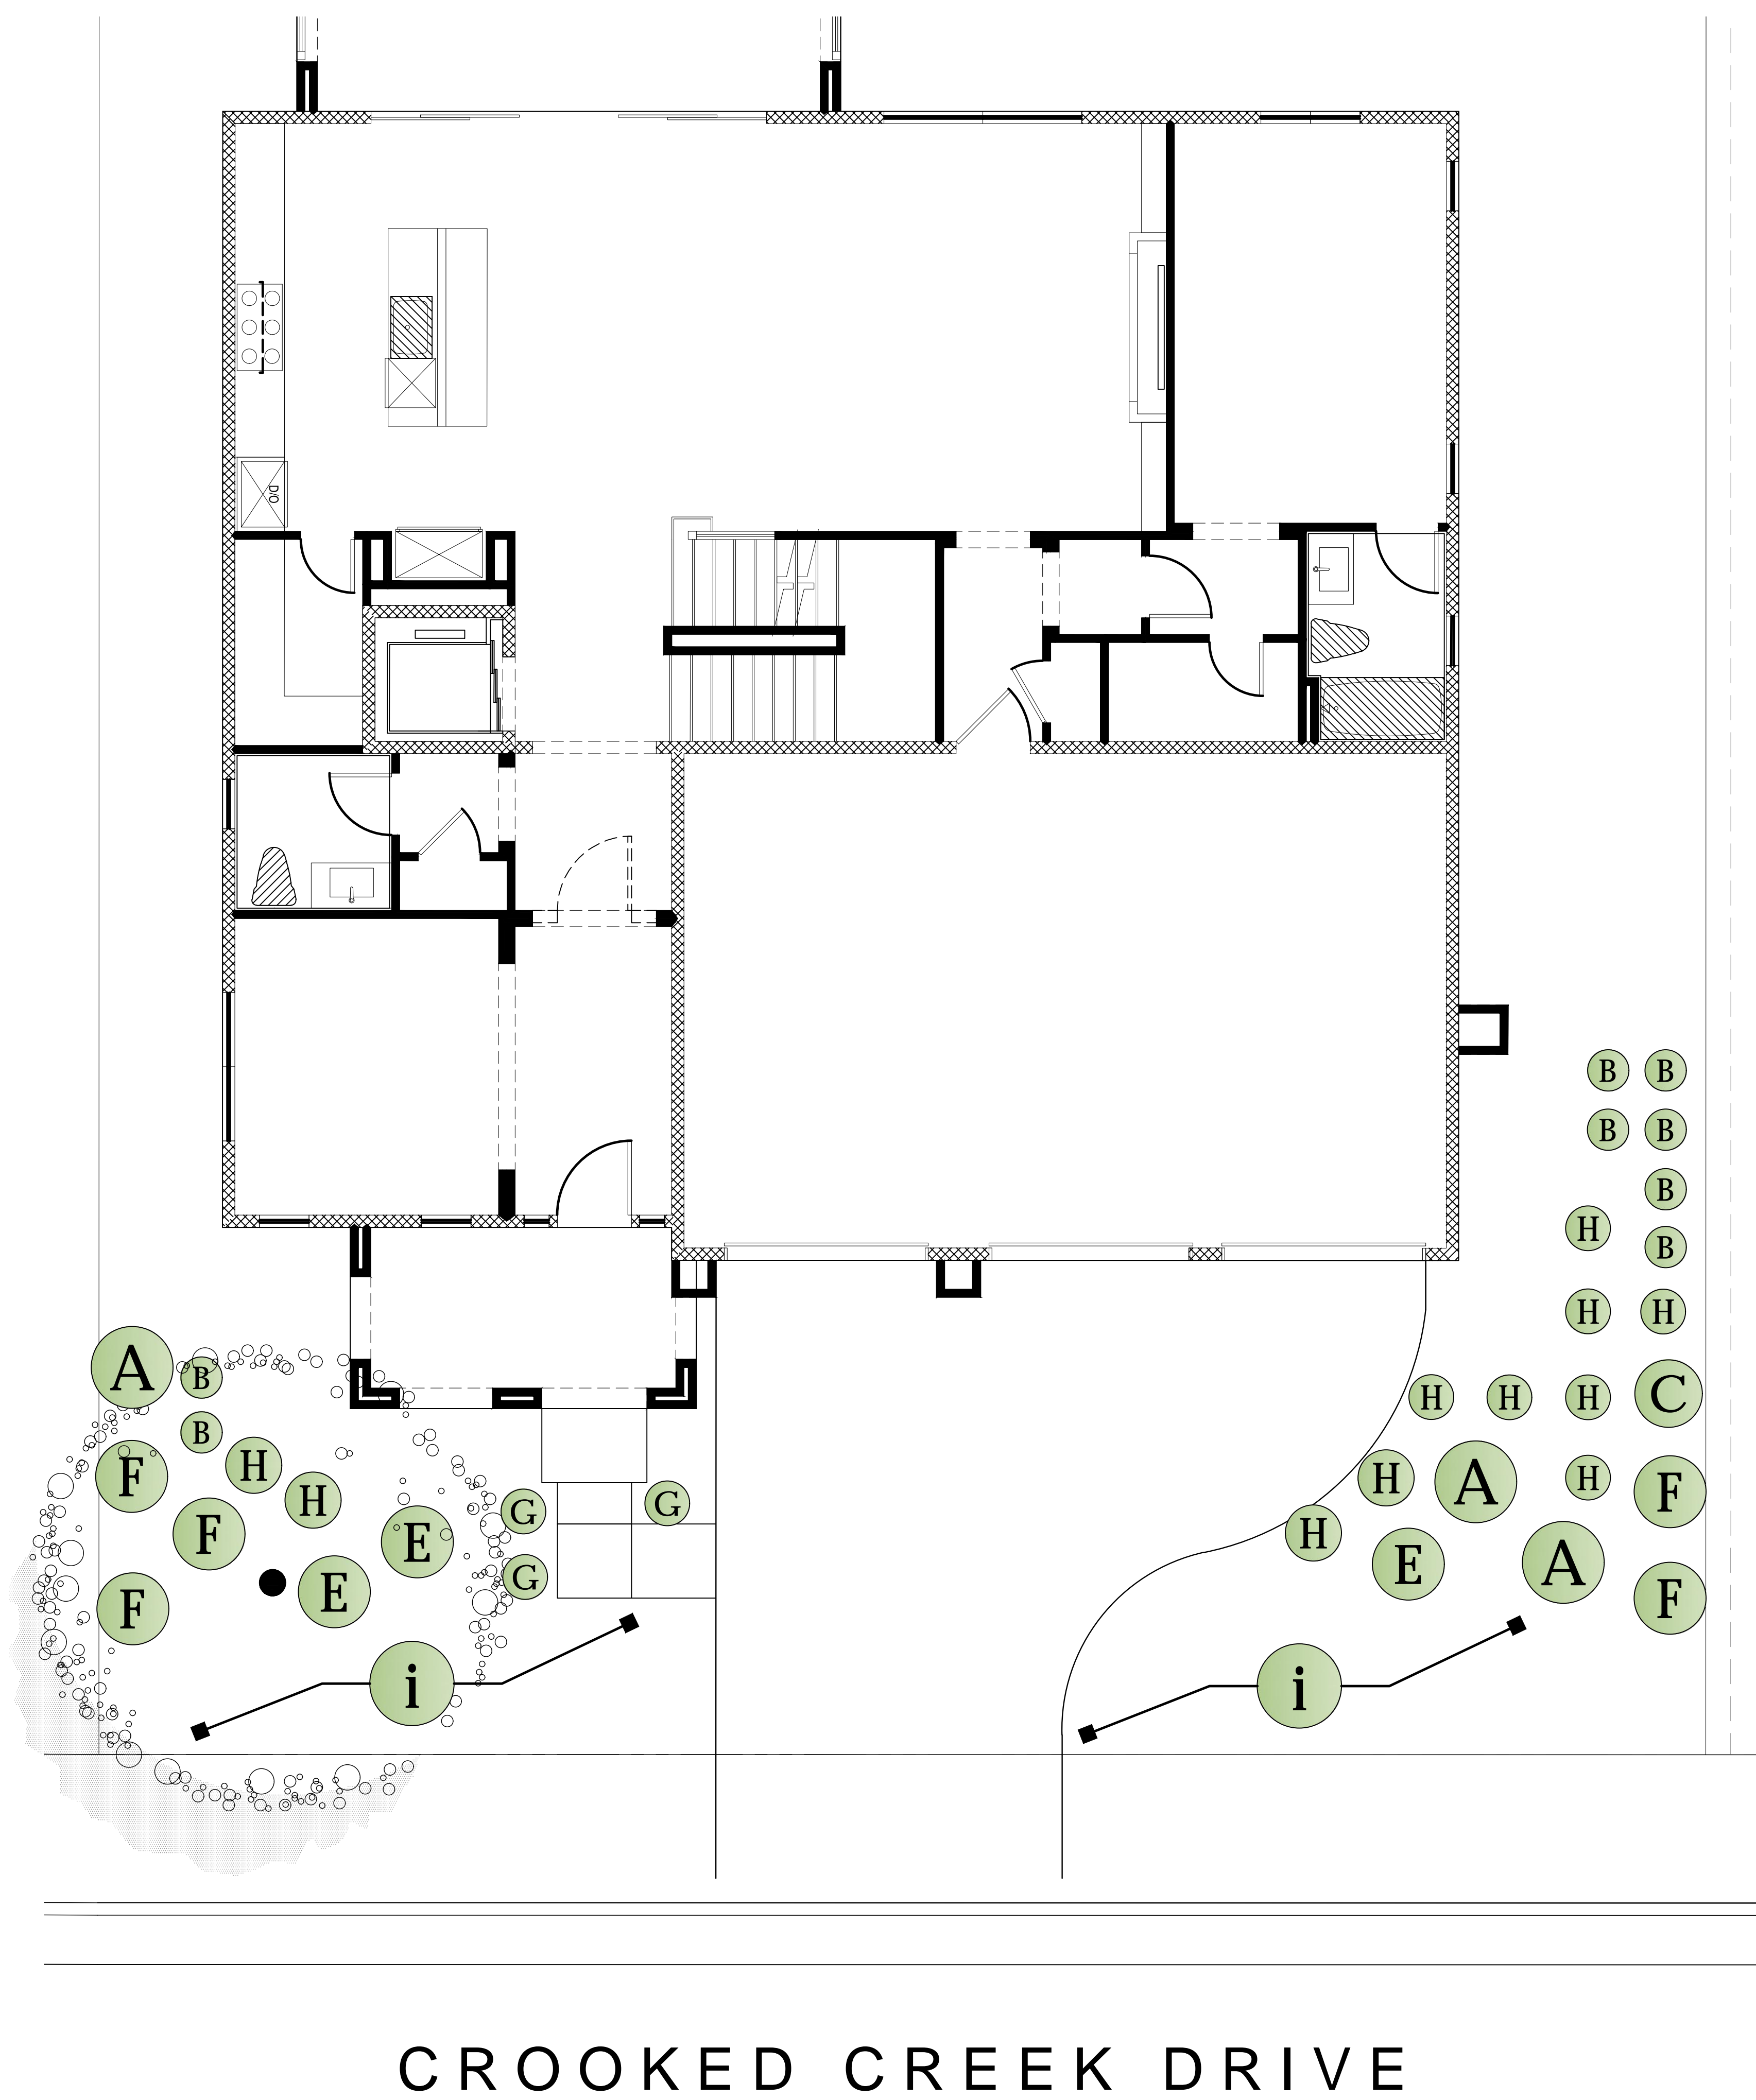 D/O
B B
B B
B
H B
H H
A B H H H C
B
F H H A H F
H G G
F E H
E A
G E
F F
i i
CROOKED CREEK DRIVE